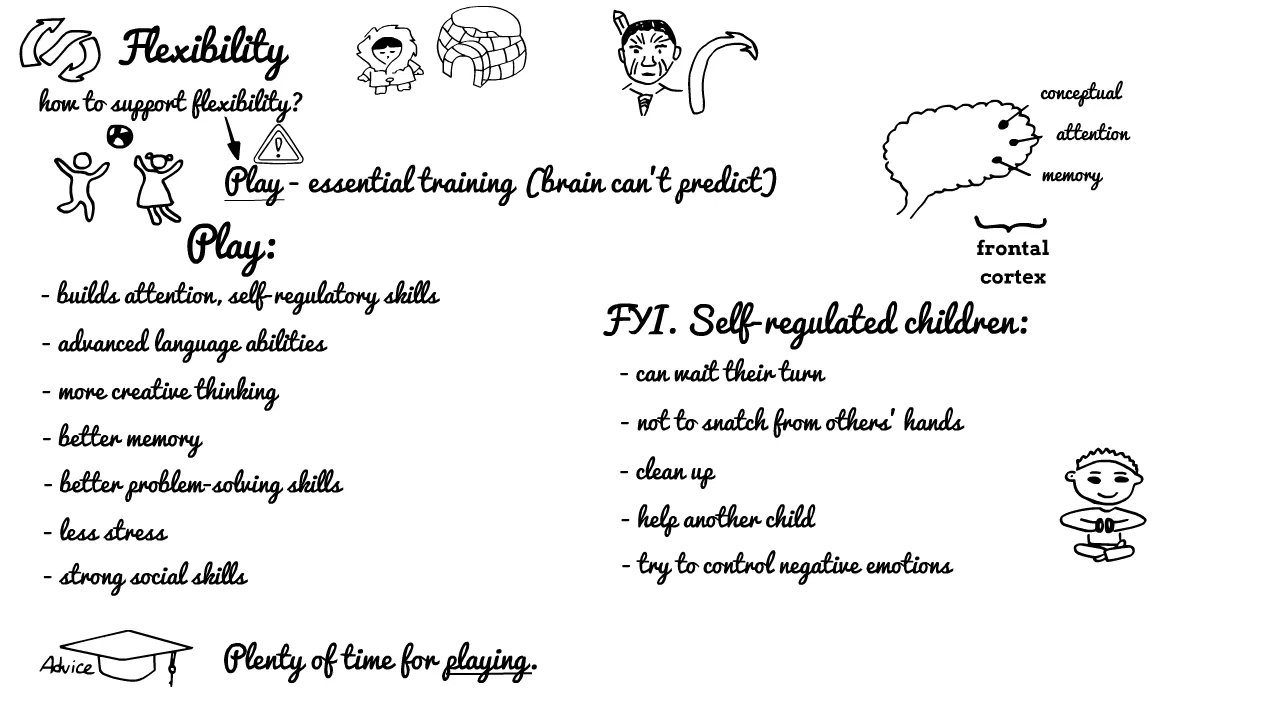 Flexibility
how to support flexibility?
Play - essential training (brain can't predict)
conceptual
attention
memory
frontal
cortex
Play:
- builds attention, self-regulatory skills
- advanced language abilities
- more creative thinking
- better memory
- better problem-solving skills
- less stress
- strong social skills
FYI. Self-regulated children:
- can wait their turn
- not to snatch from others' hands
- clean up
- help another child
- try to control negative emotions
Advice
Plenty of time for playing.